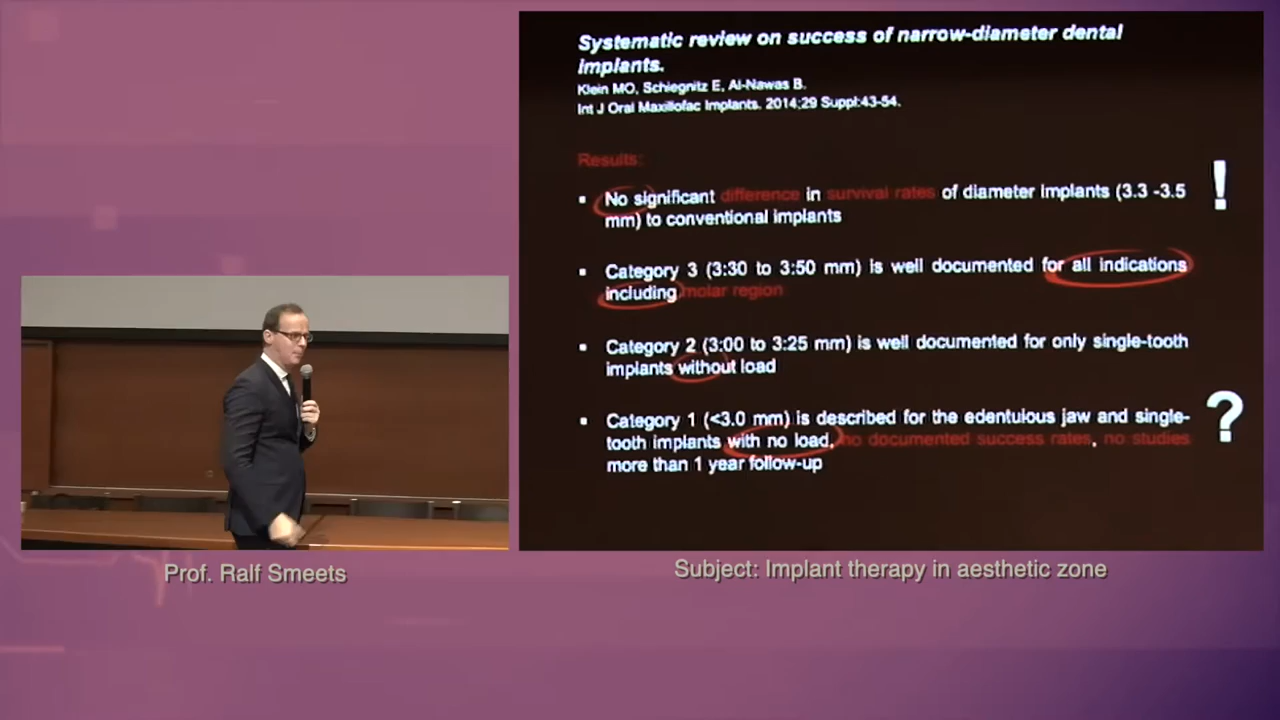 Systematic review on success of narrow-diameter dental
implants.
Klein MO, Schiegnitz E, Al-Nawas B.
Int J Oral Maxillofac Implants. 2014;29 Suppl:43-54.
Results:
▪ No significant difference in survival rates of diameter implants (3.3 -3.5
mm) to conventional implants
!
▪ Category 3 (3:30 to 3:50 mm) is well documented for all indications
including molar region
▪ Category 2 (3:00 to 3:25 mm) is well documented for only single-tooth
implants without load
▪ Category 1 (<3.0 mm) is described for the edentulous jaw and single-
tooth implants with no load, no documented success rates, no studies
more than 1 year follow-up
?
Prof. Ralf Smeets
Subject: Implant therapy in aesthetic zone